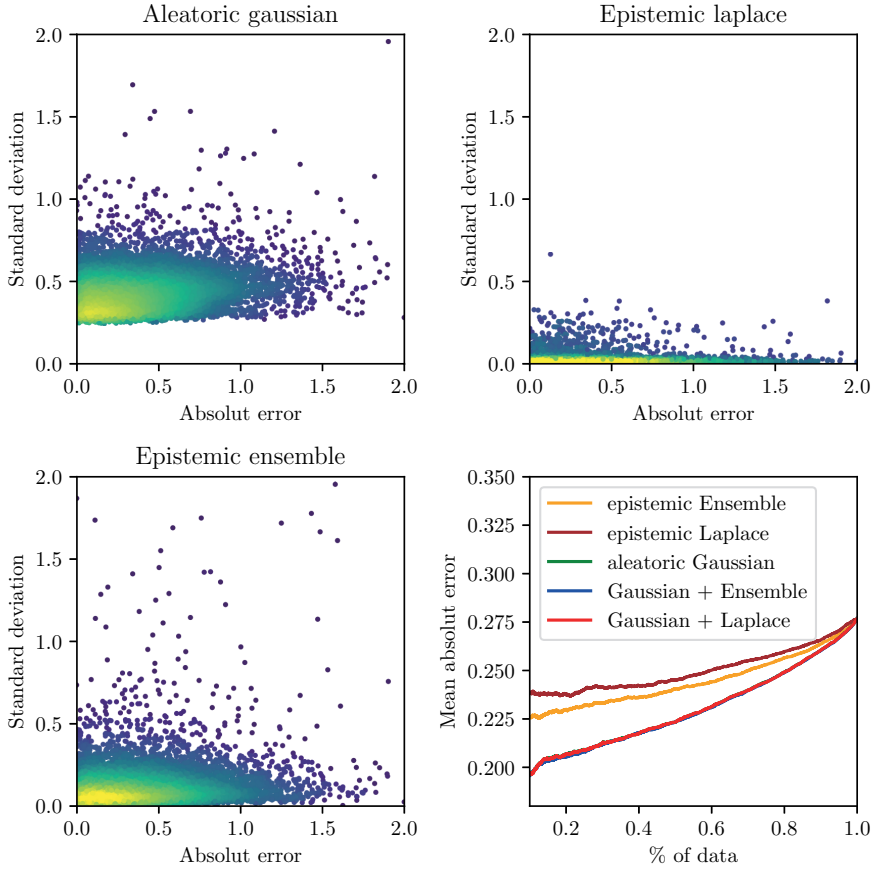 Aleatoric gaussian
2.0
1.5
1.0
0.5
0.0
Standard deviation
0.0 0.5 1.0 1.5 2.0
Absolut error
Epistemic laplace
2.0
1.5
1.0
0.5
0.0
Standard deviation
0.0 0.5 1.0 1.5 2.0
Absolut error
Epistemic ensemble
2.0
1.5
1.0
0.5
0.0
Standard deviation
0.0 0.5 1.0 1.5 2.0
Absolut error
0.350
0.325
0.300
0.275
0.250
0.225
0.200
Mean absolut error
epistemic Ensemble
epistemic Laplace
aleatoric Gaussian
Gaussian + Ensemble
Gaussian + Laplace
0.2 0.4 0.6 0.8 1.0
% of data